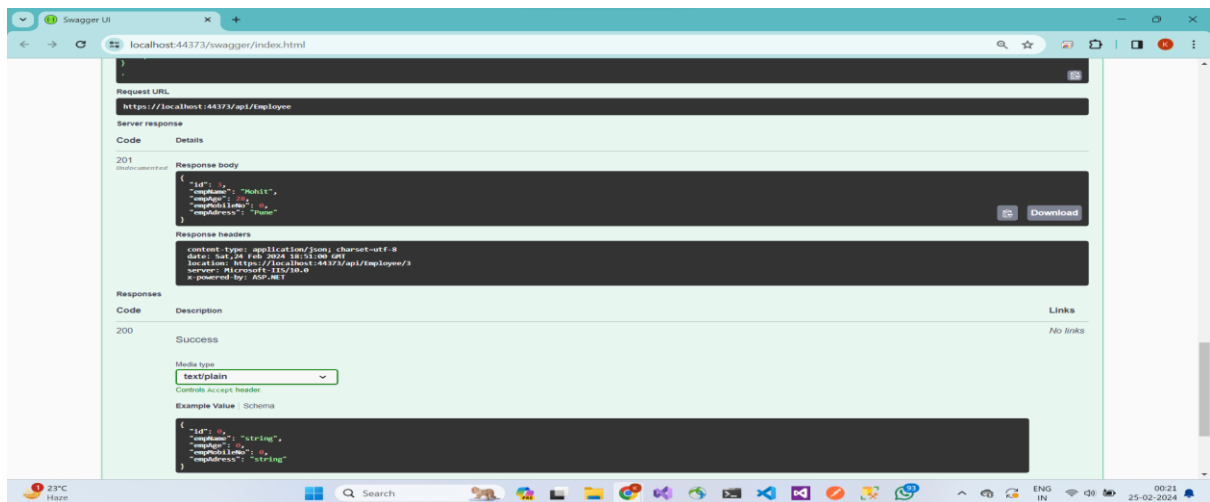 Swagger UI
localhost:44373/swagger/index.html
K
}
Request URL
https://localhost:44373/api/Employee
Server response
Code Details
201
Undocumented
Response body
{
"id": 3,
"empName": "Mohit",
"empAge": 28,
"empMobileNo": 0,
"empAdress": "Pune"
}
Download
Response headers
content-type: application/json; charset=utf-8
date: Sat,24 Feb 2024 18:51:00 GMT
location: https://localhost:44373/api/Employee/3
server: Microsoft-IIS/10.0
x-powered-by: ASP.NET
Responses
Code Description Links
200 No links
Success
Media type
text/plain
Controls Accept header.
Example Value Schema
{
"id": 0,
"empName": "string",
"empAge": 0,
"empMobileNo": 0,
"empAdress": "string"
}
1
23°C
Haze
Search
93
ENG
IN
00:21
25-02-2024